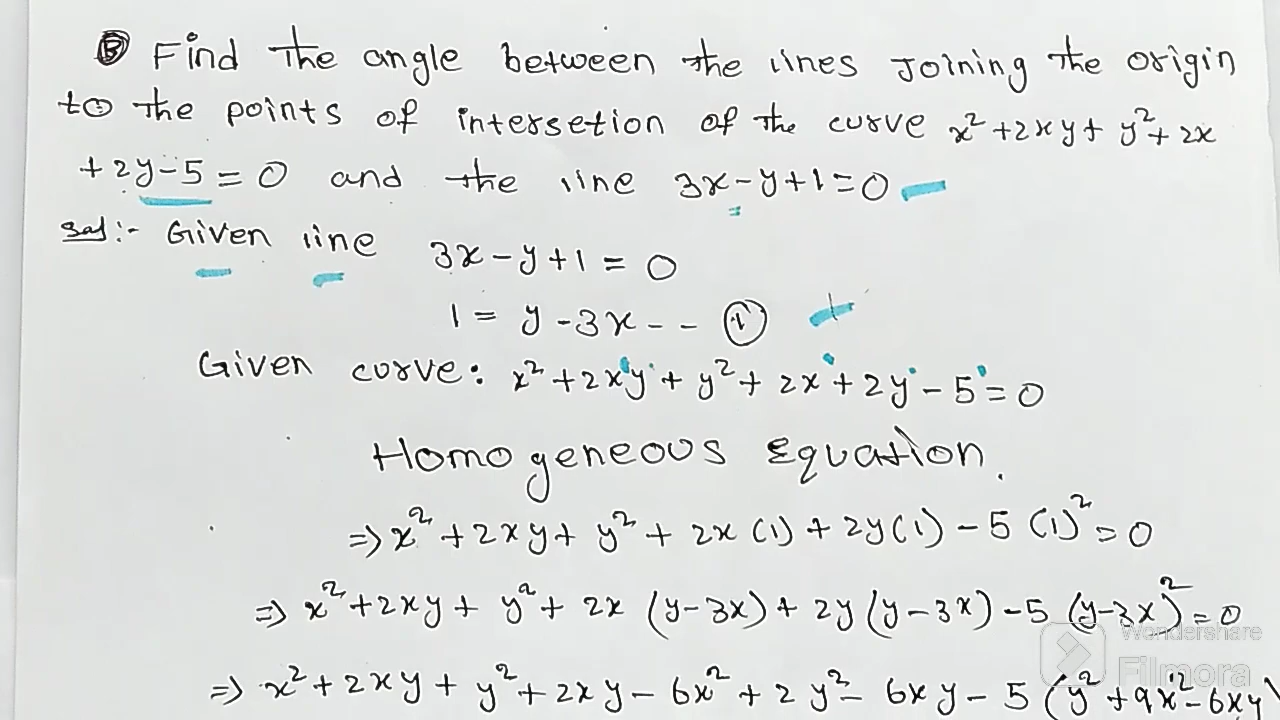 Ⓑ Find the angle between the lines Joining the origin
to the points of intersetion of the curve x² + 2xy + y² + 2x
+ 2y - 5 = 0 and the line 3x - y + 1 = 0
Sol :- Given line 3x - y + 1 = 0
1 = y - 3x - - ①
Given curve: x² + 2xy + y² + 2x + 2y - 5 = 0
Homogeneous Equation.
⇒ x² + 2xy + y² + 2x (1) + 2y (1) - 5 (1)² = 0
⇒ x² + 2xy + y² + 2x (y - 3x) + 2y (y - 3x) - 5 (y - 3x)² = 0
Wondershare
Filmora
⇒ x² + 2xy + y² + 2xy - 6x² + 2y² - 6xy - 5 (y² + 9x² - 6xy)